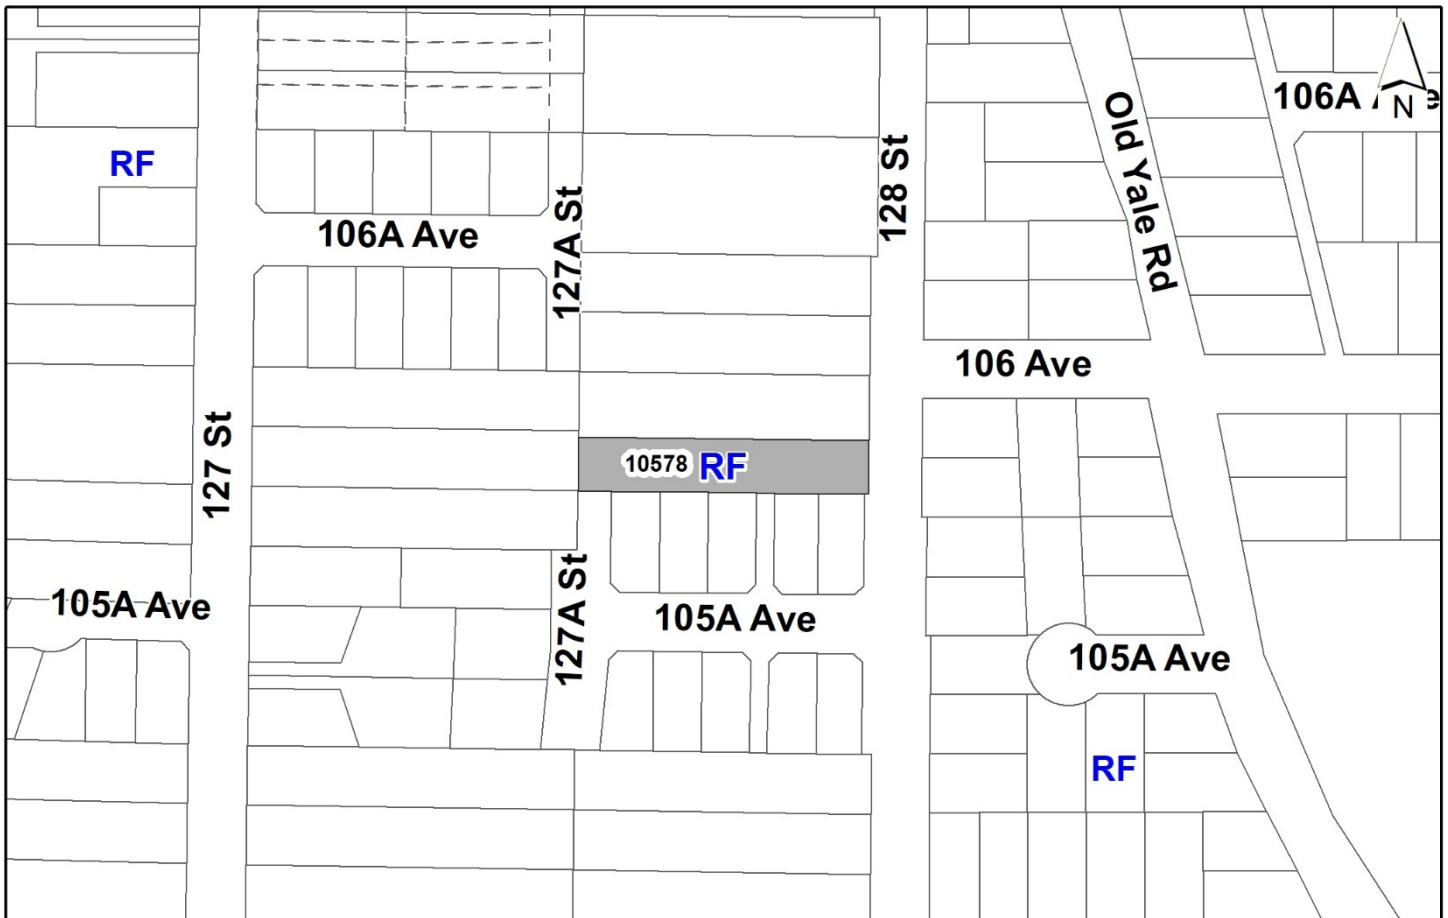 106A Ave
N
Old Yale Rd
RF
128 St
106A Ave
127A St
106 Ave
127 St
10578 RF
105A Ave
127A St
105A Ave
105A Ave
RF